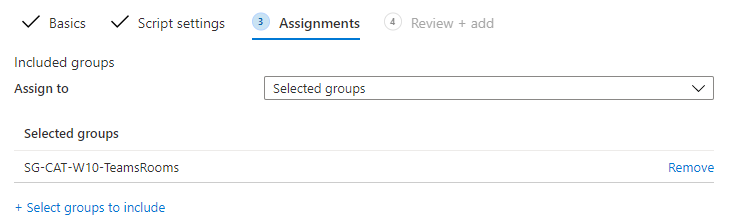 Basics Script settings 3 Assignments 4 Review + add
Included groups
Assign to Selected groups
Selected groups
SG-CAT-W10-TeamsRooms Remove
+ Select groups to include